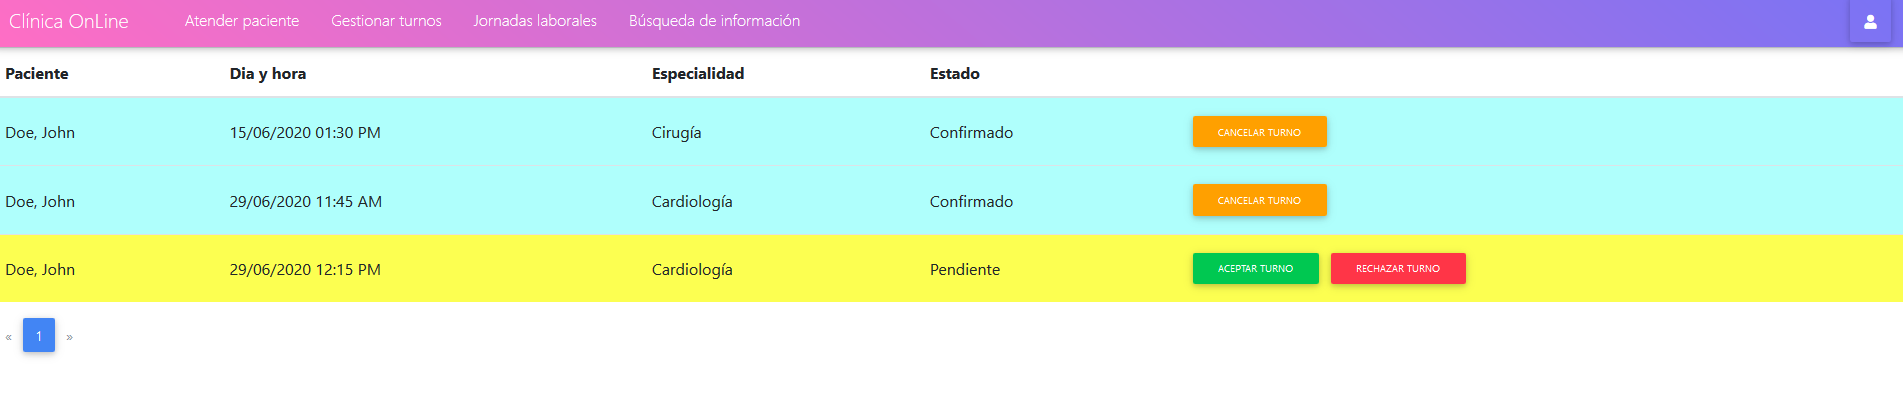 Clínica OnLine Atender paciente Gestionar turnos Jornadas laborales Búsqueda de información
Paciente Dia y hora Especialidad Estado
Doe, John 15/06/2020 01:30 PM Cirugía Confirmado CANCELAR TURNO
Doe, John 29/06/2020 11:45 AM Cardiología Confirmado CANCELAR TURNO
Doe, John 29/06/2020 12:15 PM Cardiología Pendiente ACEPTAR TURNO RECHAZAR TURNO
« 1 »